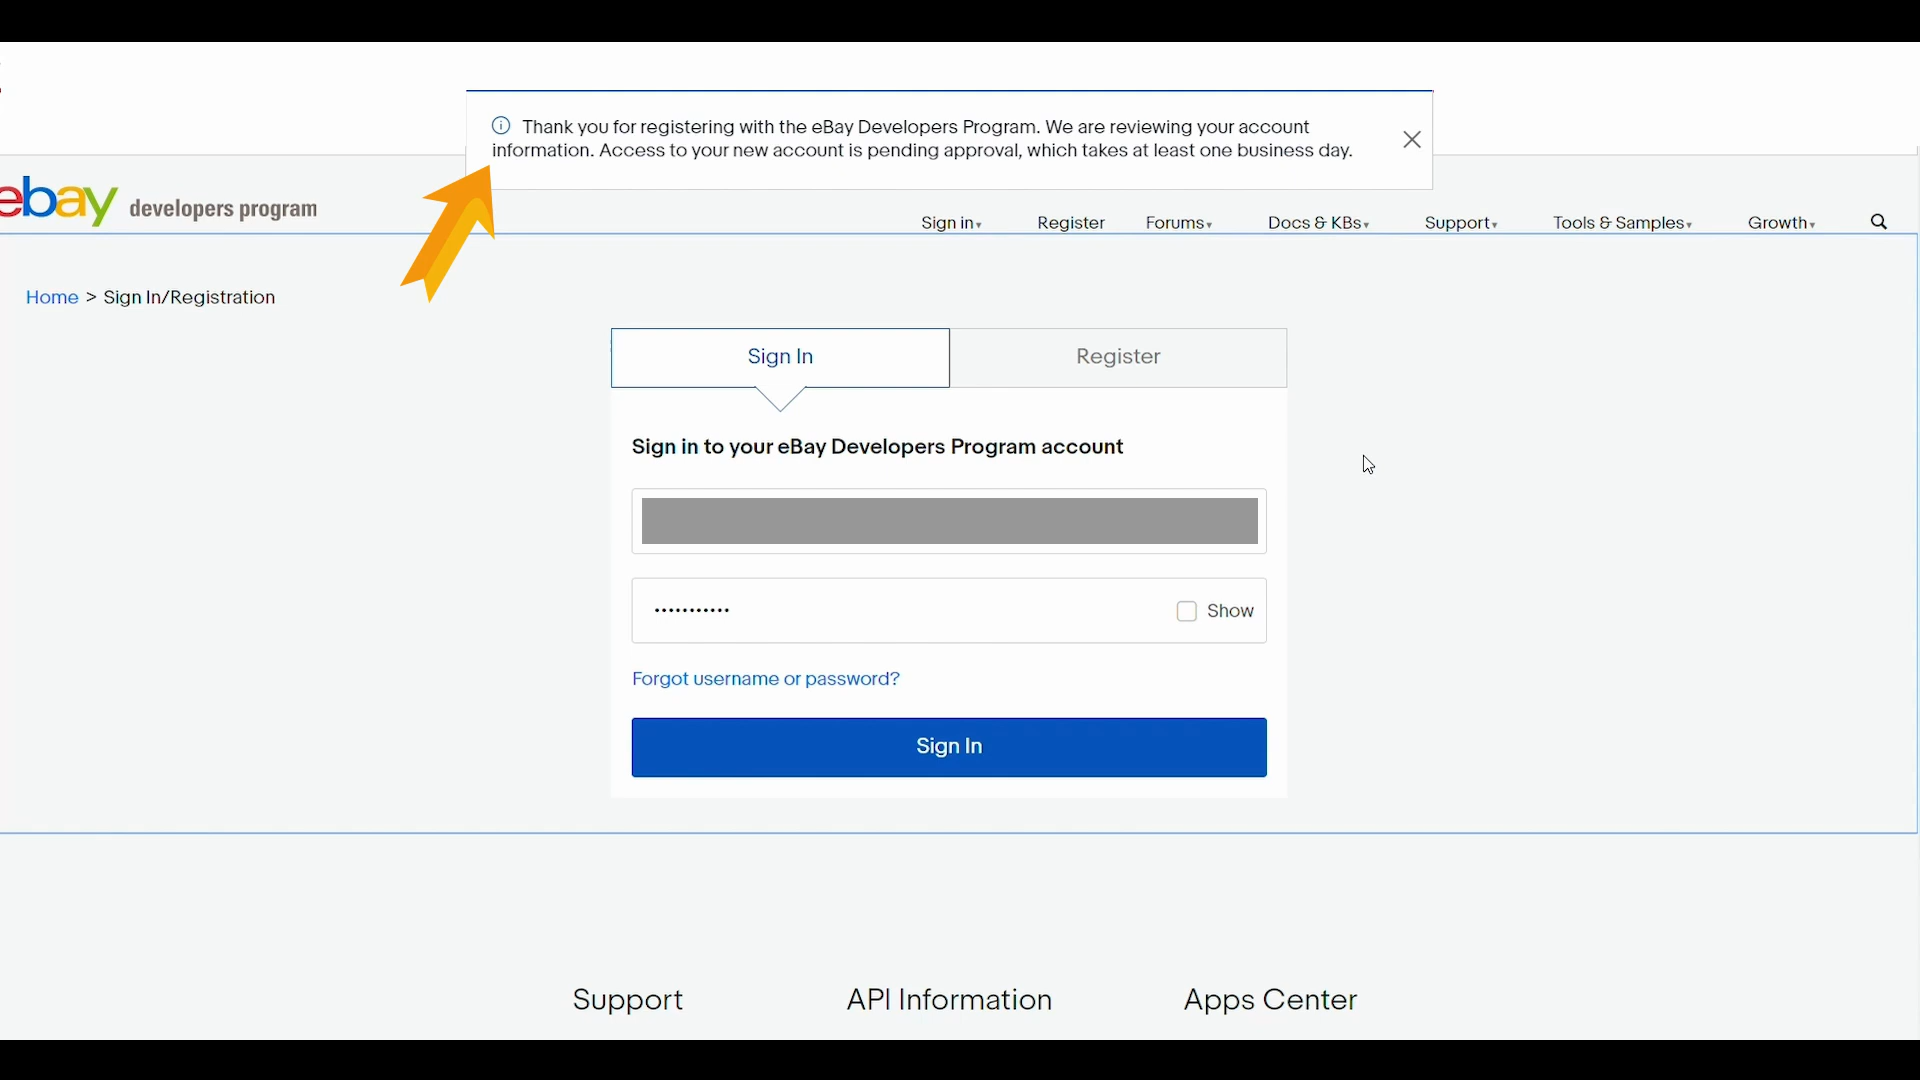 Thank you for registering with the eBay Developers Program. We are reviewing your account
information. Access to your new account is pending approval, which takes at least one business day.
ebay developers program
Sign in Register Forums Docs & KBs Support Tools & Samples Growth
Home > Sign In/Registration
Sign In Register
Sign in to your eBay Developers Program account
•••••••••••
Show
Forgot username or password?
Sign In
Support API Information Apps Center